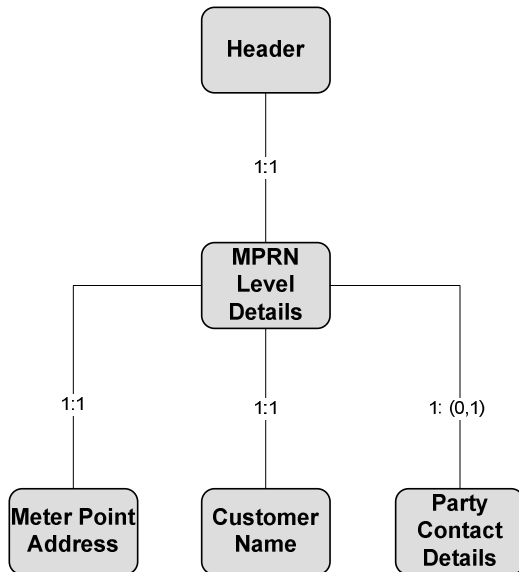 Header
1:1
MPRN
Level
Details
1:1
1:1
1: (0,1)
Meter Point
Address
Customer
Name
Party
Contact
Details